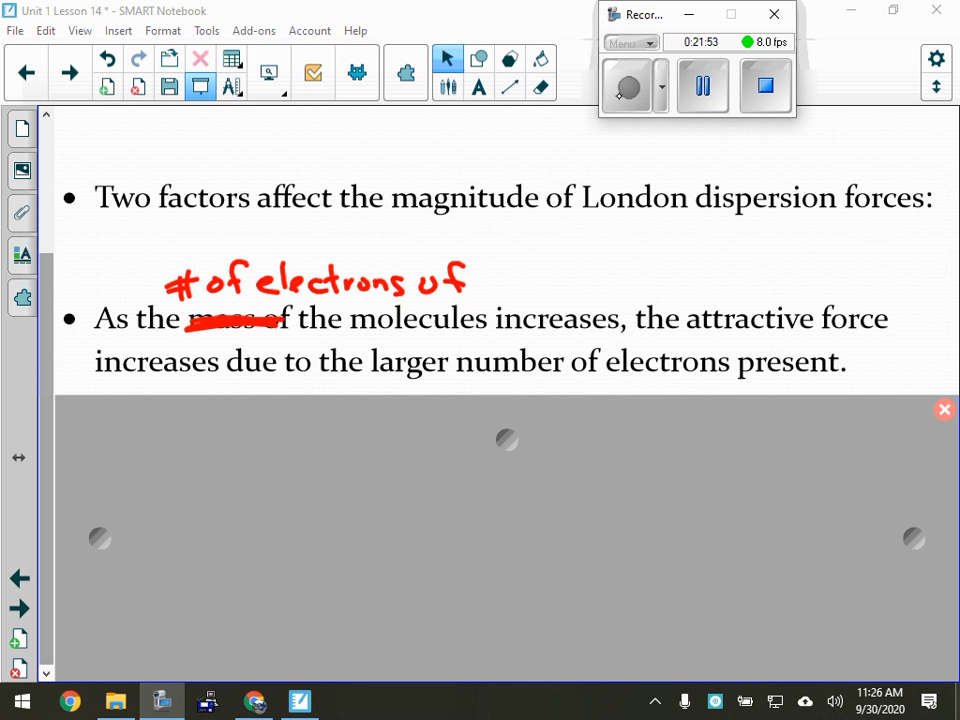 Unit 1 Lesson 14 * - SMART Notebook
Recor...
File Edit View Insert Format Tools Add-ons Account Help
Menu 0:21:53 8.0 fps
Two factors affect the magnitude of London dispersion forces:
# of electrons of
As the mass of the molecules increases, the attractive force
increases due to the larger number of electrons present.
11:26 AM
9/30/2020